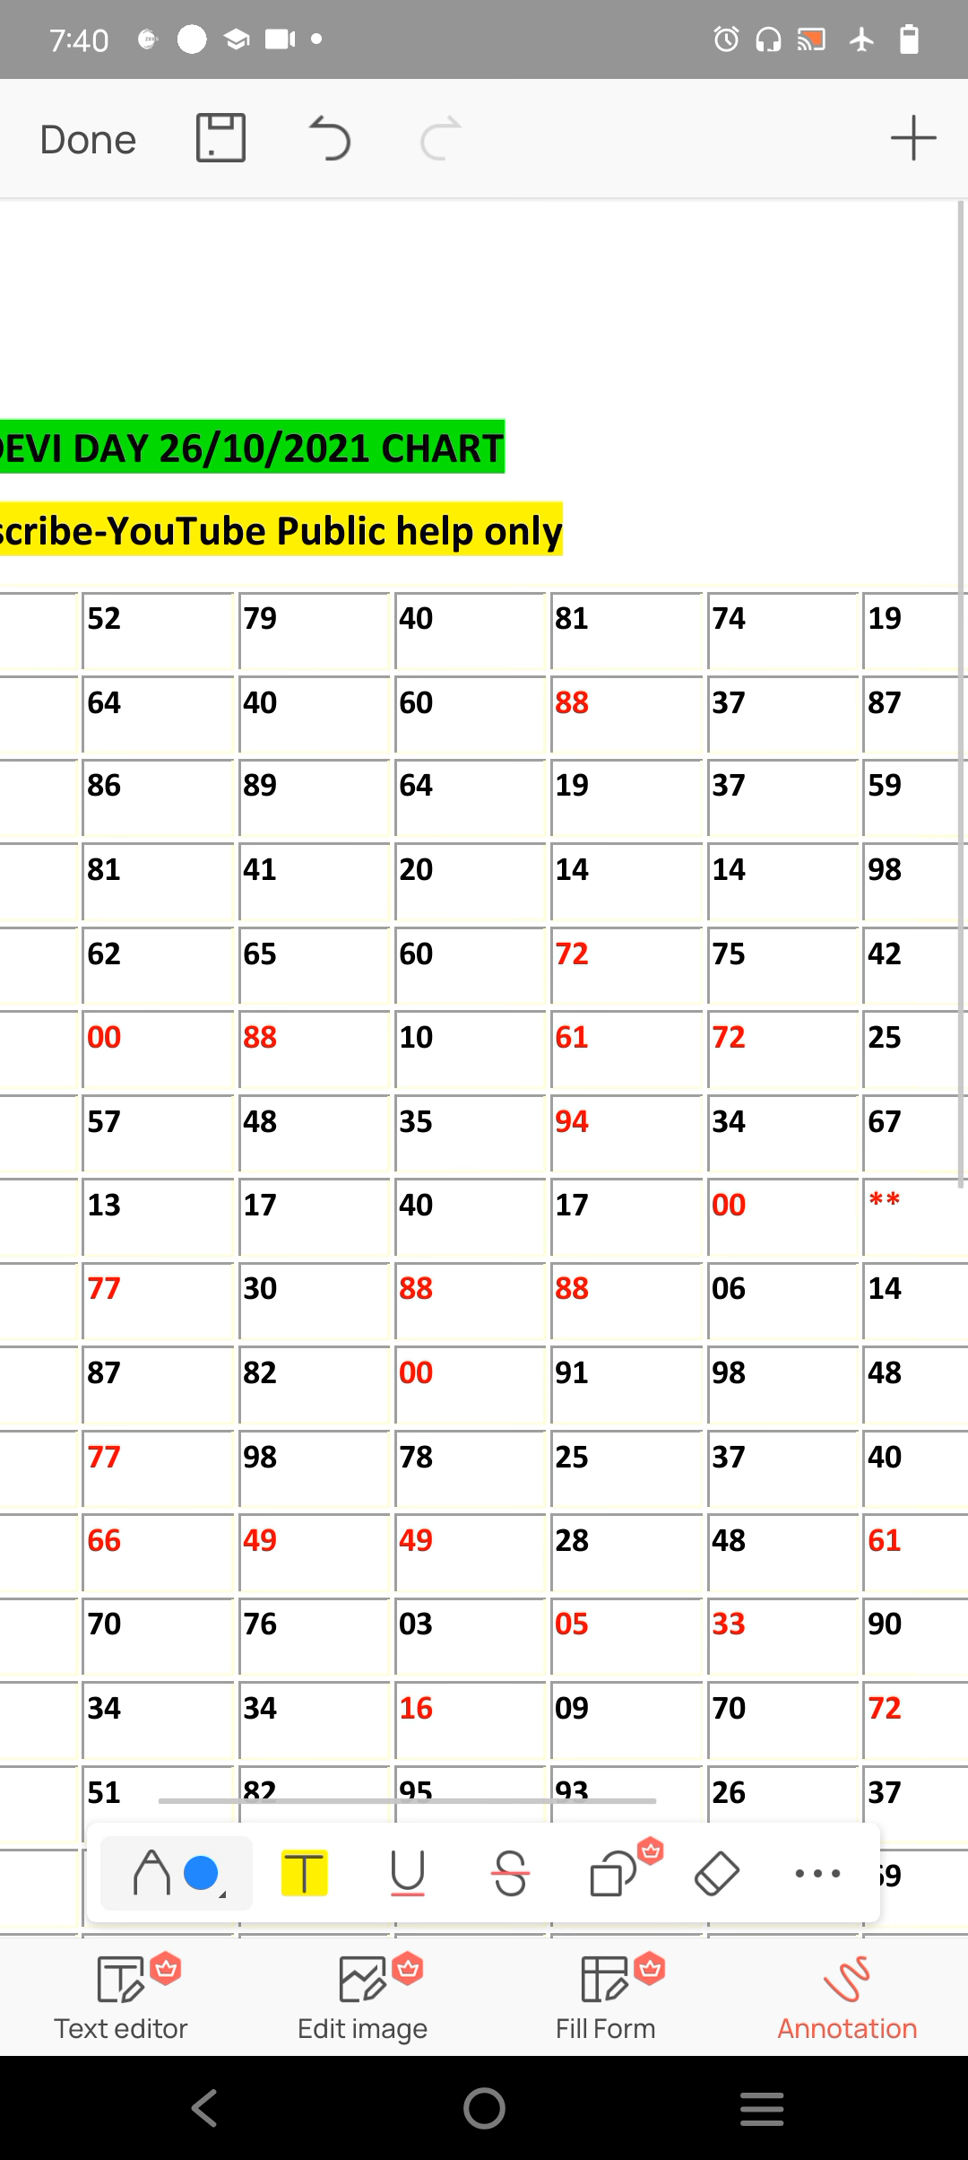 7:40
Done
DEVI DAY 26/10/2021 CHART
scribe-YouTube Public help only
52 79 40 81 74 19
64 40 60 88 37 87
86 89 64 19 37 59
81 41 20 14 14 98
62 65 60 72 75 42
00 88 10 61 72 25
57 48 35 94 34 67
13 17 40 17 00 **
77 30 88 88 06 14
87 82 00 91 98 48
77 98 78 25 37 40
66 49 49 28 48 61
70 76 03 05 33 90
34 34 16 09 70 72
51 82 95 93 26 37
Text editor Edit image Fill Form Annotation